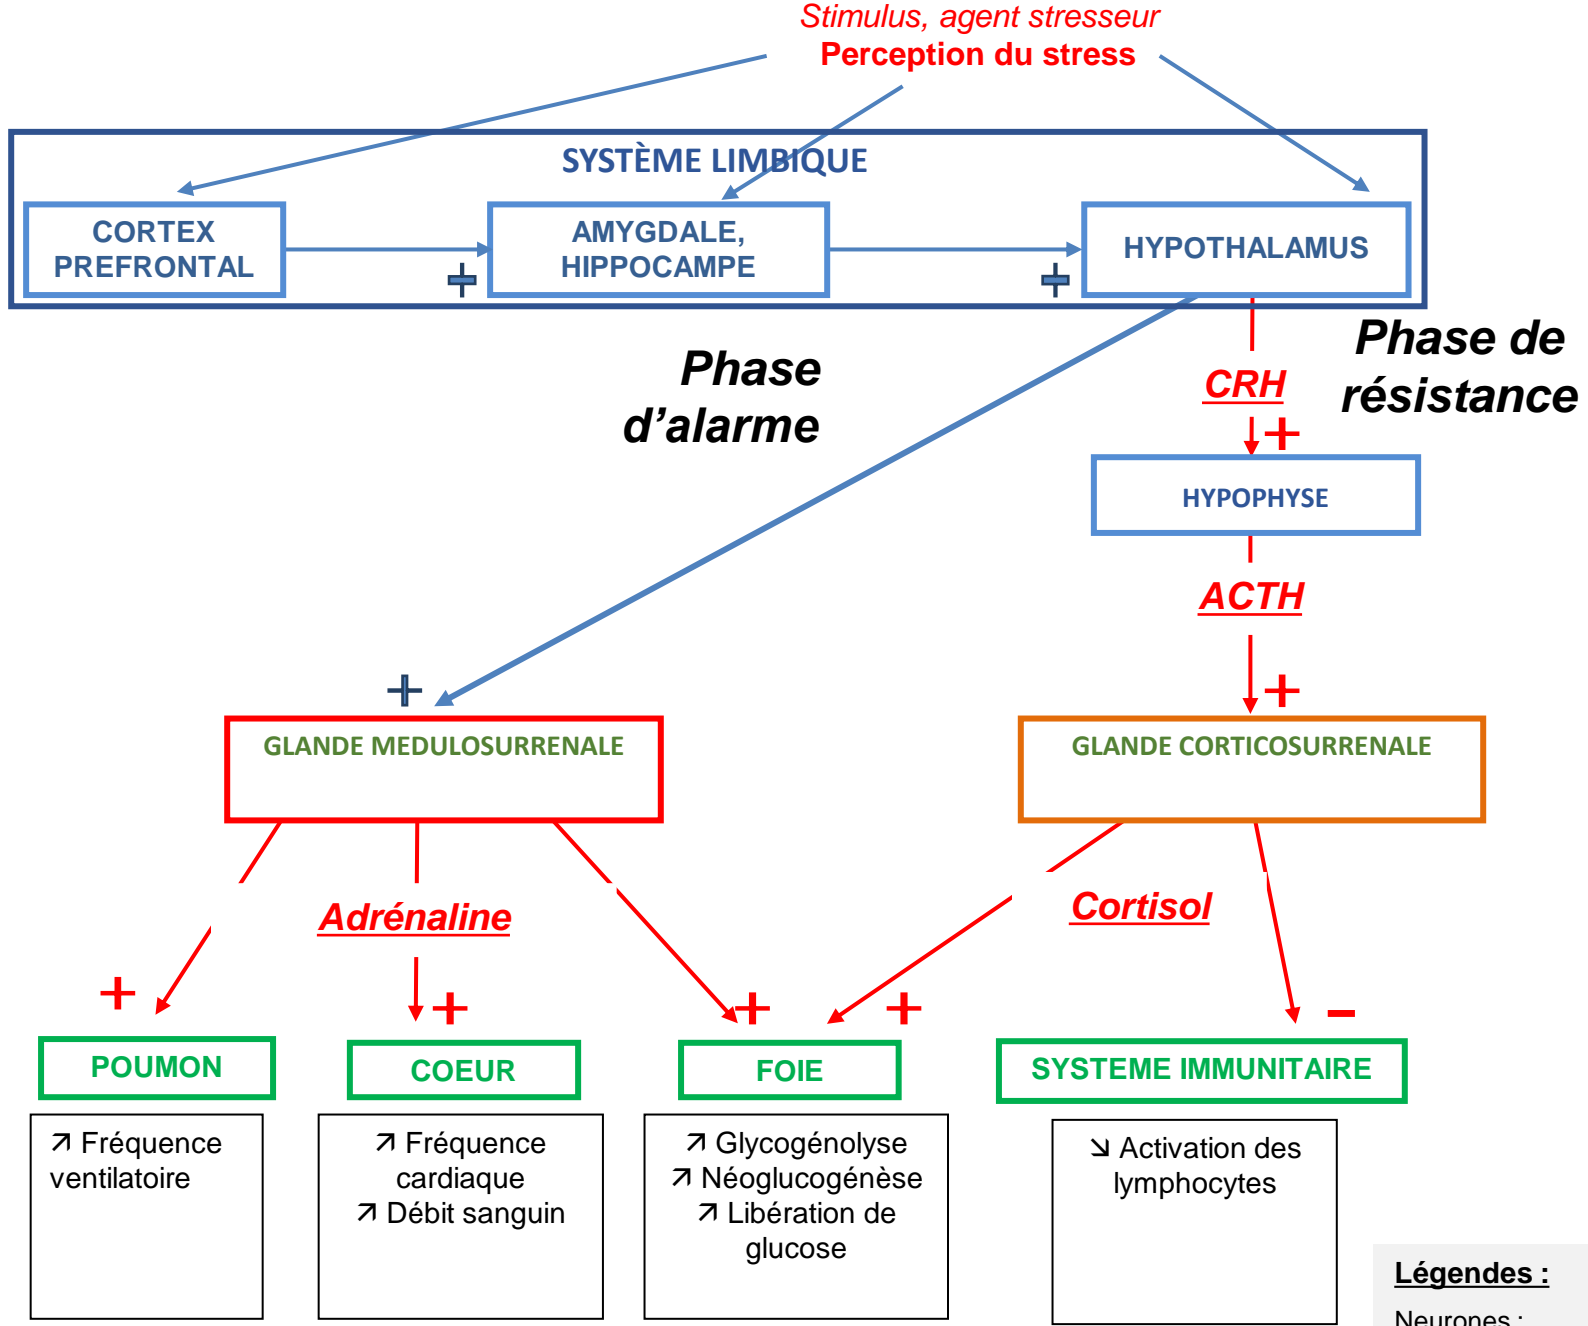 Stimulus, agent stresseur
Perception du stress
SYSTÈME LIMBIQUE
CORTEX
PREFRONTAL
AMYGDALE,
HIPPOCAMPE
HYPOTHALAMUS
Phase
d’alarme
Phase de
résistance
CRH
+
HYPOPHYSE
ACTH
+
+
GLANDE MEDULOSURRENALE
GLANDE CORTICOSURRENALE
Adrénaline
Cortisol
+
+
+
+
-
POUMON
COEUR
FOIE
SYSTEME IMMUNITAIRE
↗ Fréquence
ventilatoire
↗ Fréquence
cardiaque
↗ Débit sanguin
↗ Glycogénolyse
↗ Néoglucogénèse
↗ Libération de
glucose
↘ Activation des
lymphocytes
Légendes :
Neurones :